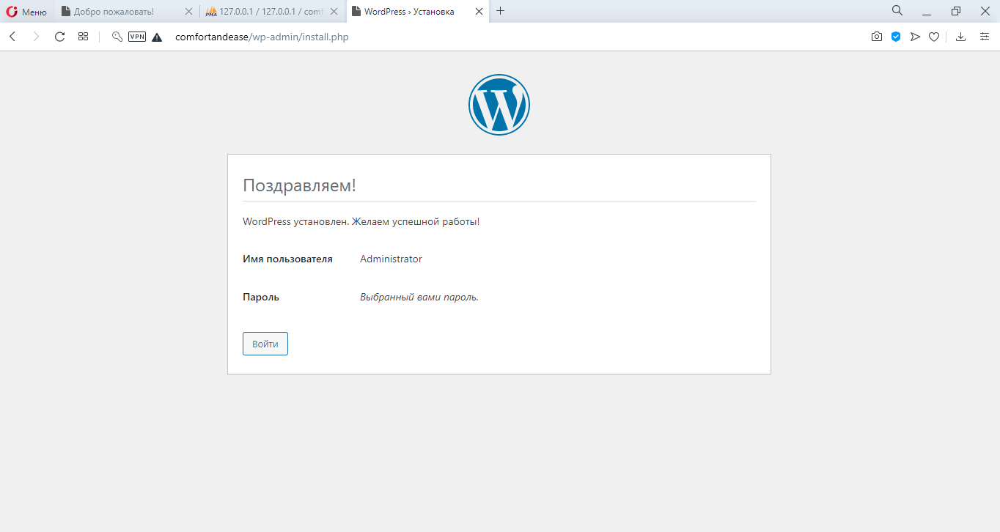 Меню
Добро пожаловать!
127.0.0.1 / 127.0.0.1 / comf
WordPress › Установка
VPN
comfortandease/wp-admin/install.php
Поздравляем!
WordPress установлен. Желаем успешной работы!
Имя пользователя Administrator
Пароль Выбранный вами пароль.
Войти